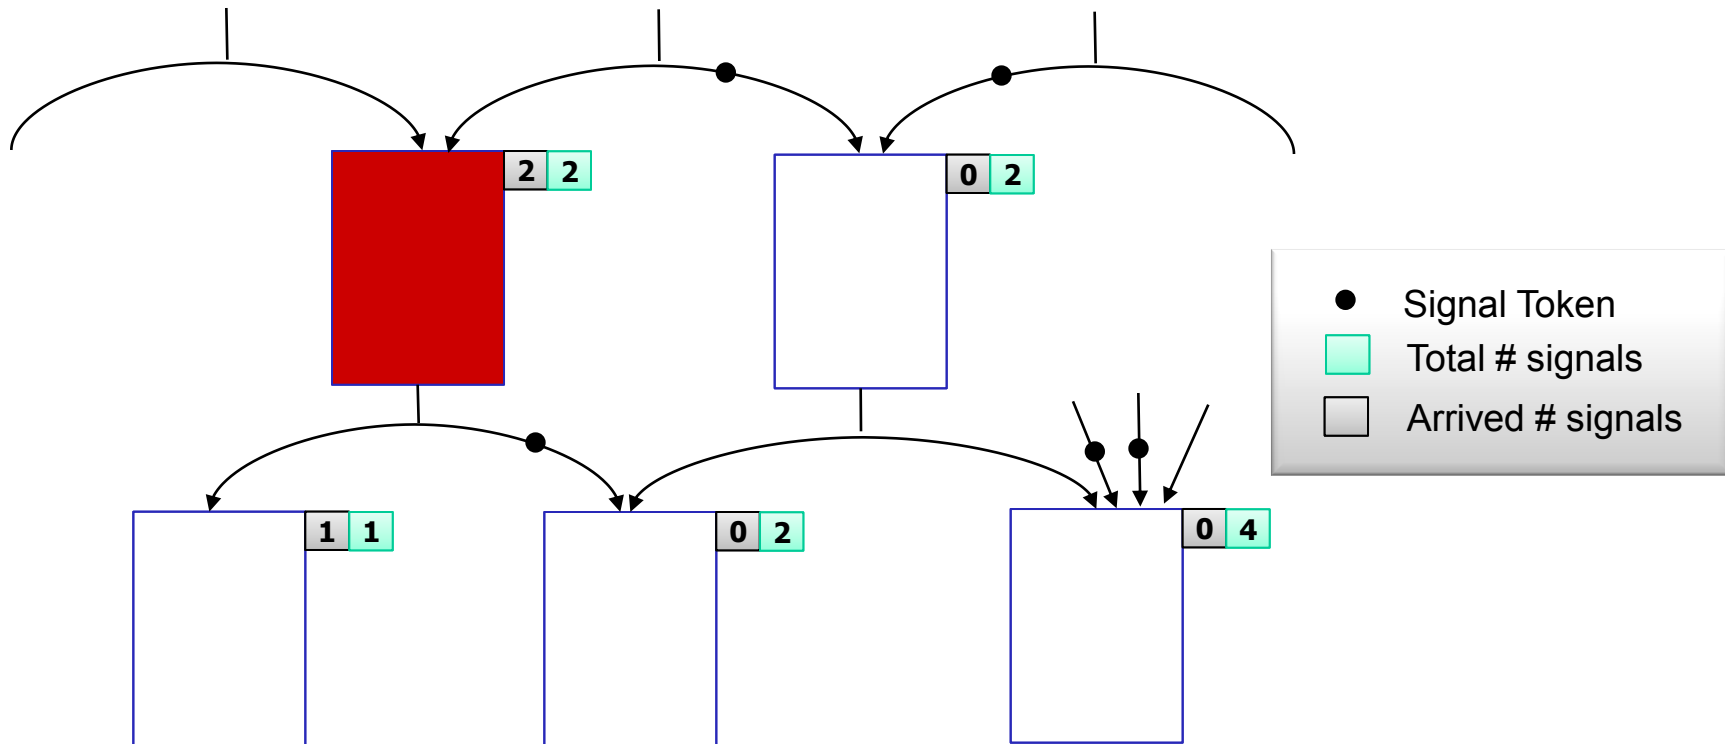 2 2
0 2
Signal Token
Total # signals
Arrived # signals
1 1
0 2
0 4